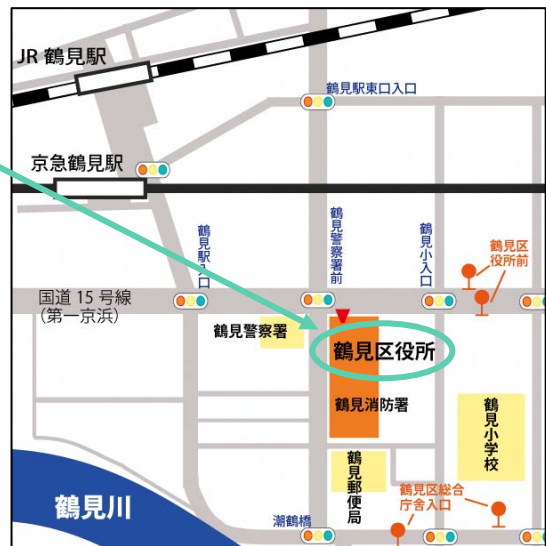 JR 鶴見駅
鶴見駅東口入口
京急鶴見駅
鶴見駅入口
鶴見警察署前
鶴見小入口
鶴見区
役所前
国道 15 号線
（第一京浜）
鶴見警察署
鶴見区役所
鶴見消防署
鶴見小学校
鶴見郵便局
鶴見区総合
庁舎入口
鶴見川
潮鶴橋